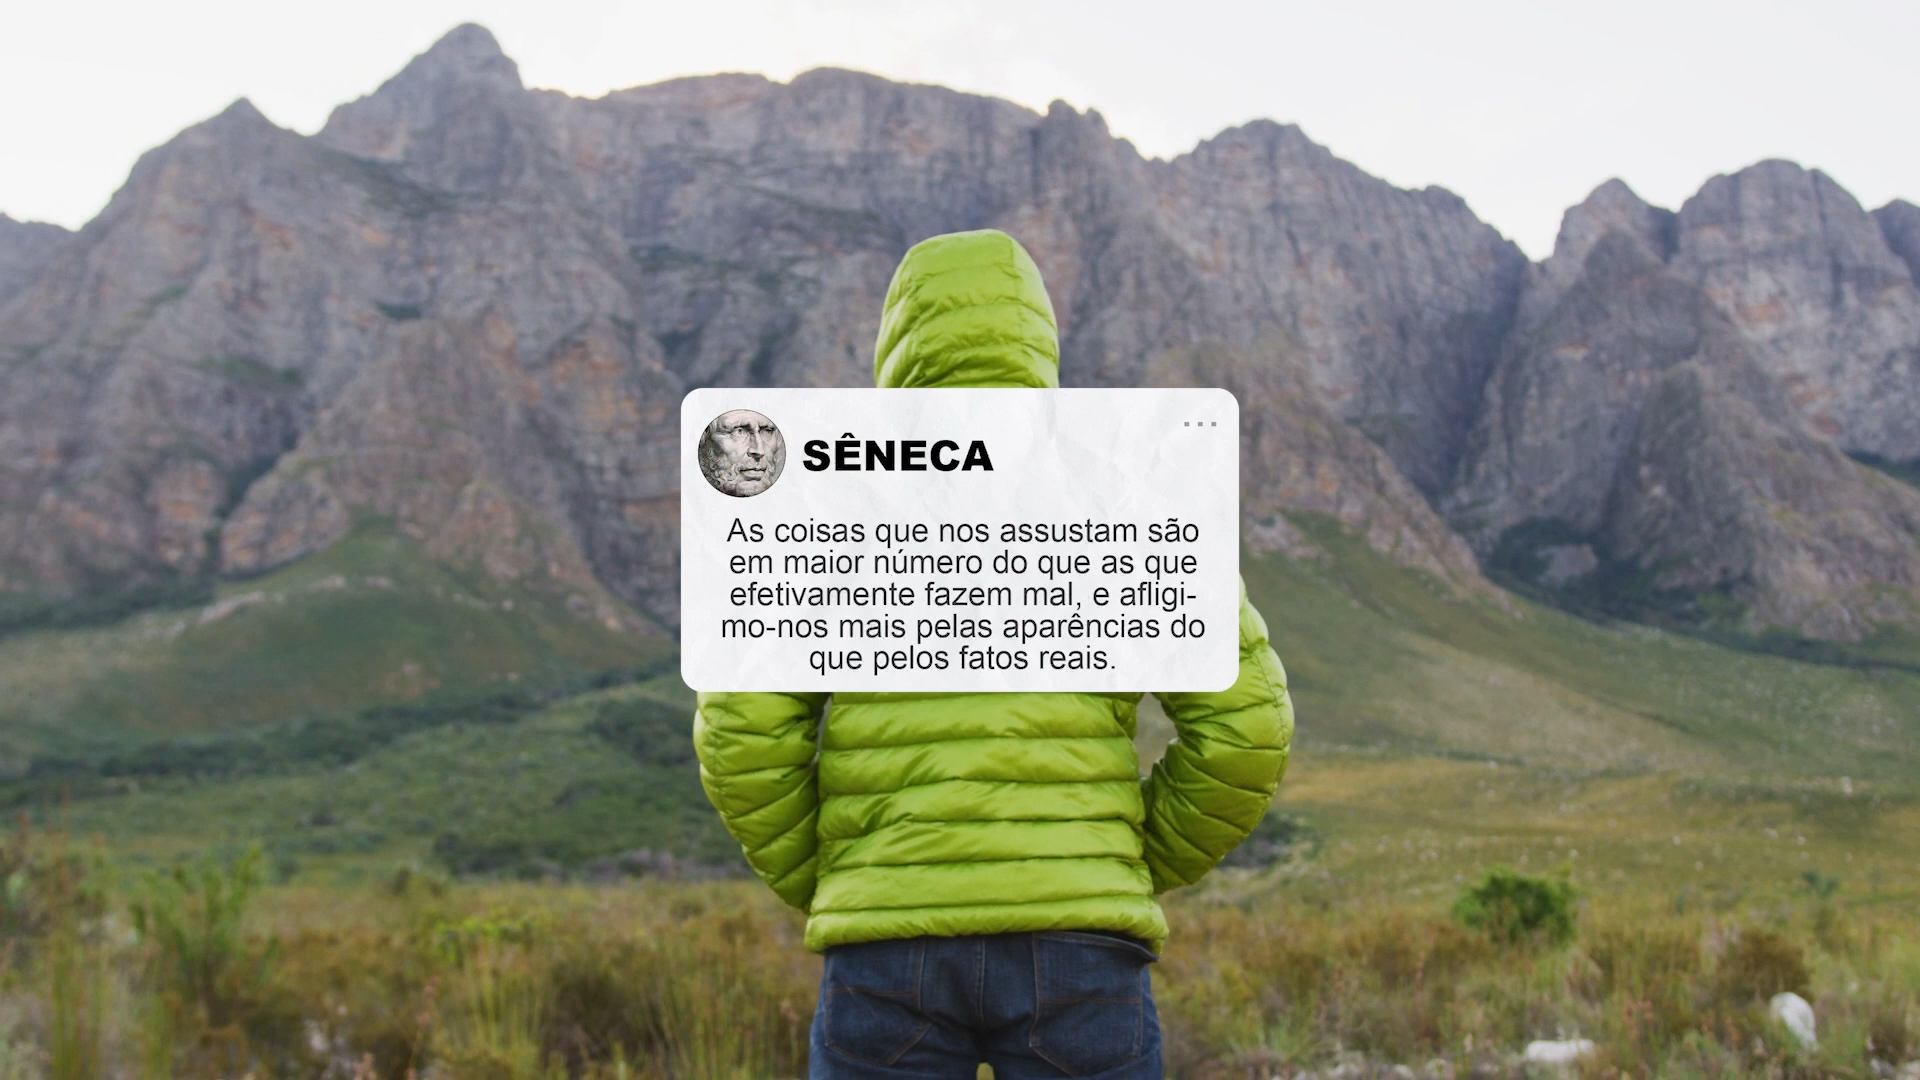 SÊNECA
As coisas que nos assustam são
em maior número do que as que
efetivamente fazem mal, e afligi-
mo-nos mais pelas aparências do
que pelos fatos reais.